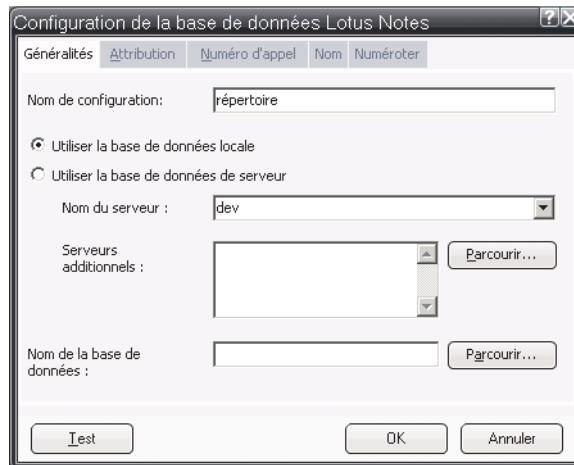 Configuration de la base de données Lotus Notes
Généralités Attribution Numéro d'appel Nom Numéroter
Nom de configuration: répertoire
Utiliser la base de données locale
Utiliser la base de données de serveur
Nom du serveur : dev
Serveurs
additionnels : Parcourir...
Nom de la base de
données : Parcourir...
Test OK Annuler